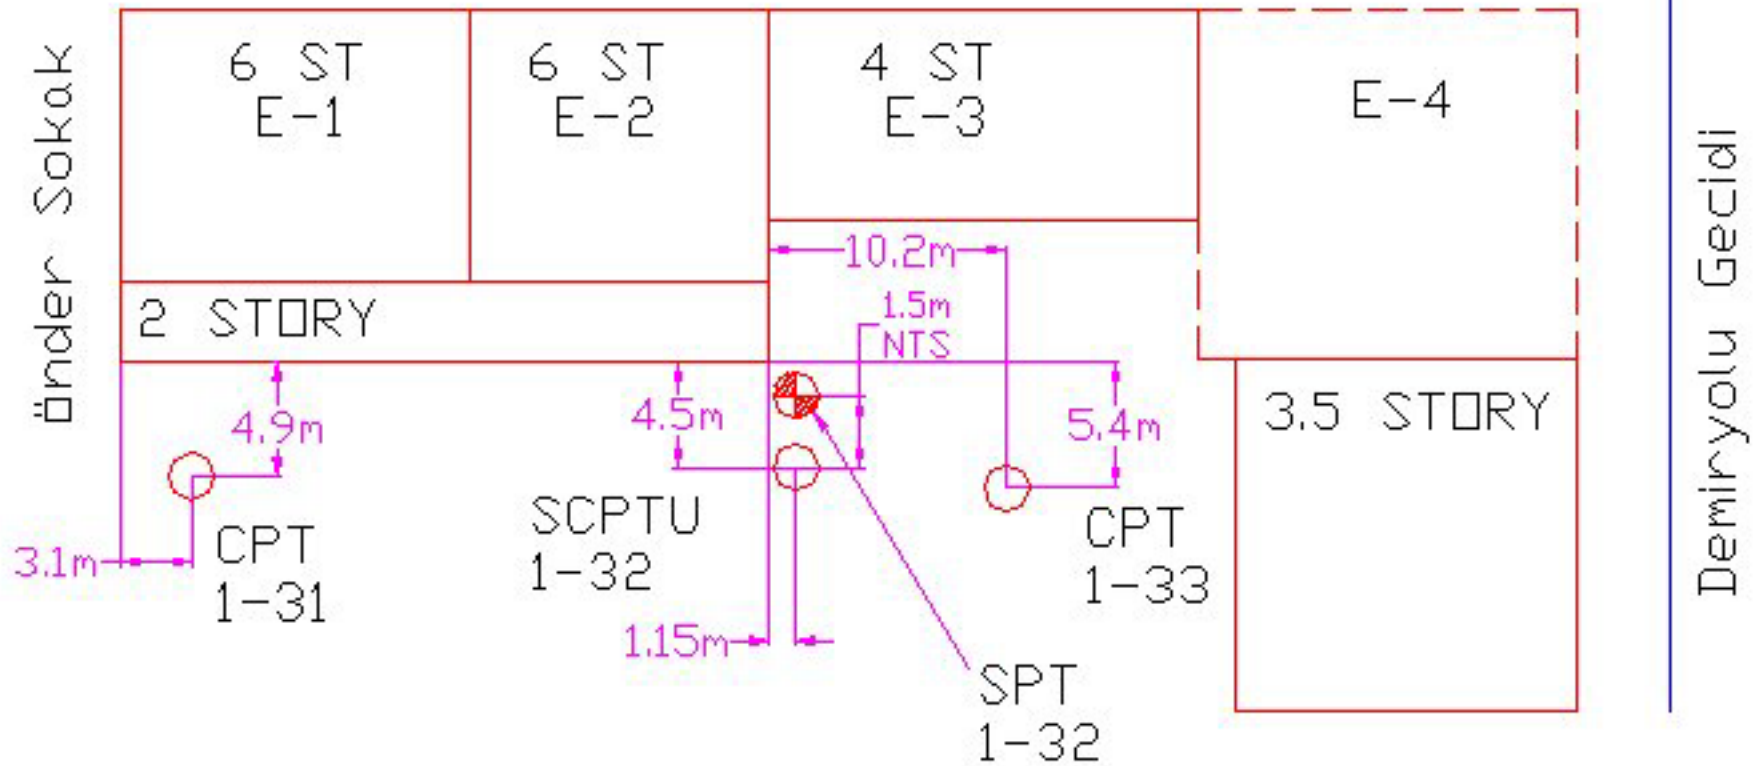 Önder Sokak
6 ST
E-1
6 ST
E-2
4 ST
E-3
E-4
Demiryolu Gecidi
2 STORY
10.2m
1.5m
NTS
4.9m
4.5m
5.4m
3.5 STORY
3.1m
CPT
1-31
SCPTU
1-32
CPT
1-33
1.15m
SPT
1-32